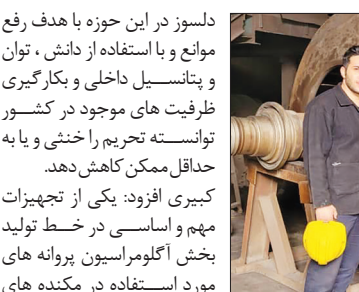 دلسوز در این حوزه با هدف رفع
موانع و با استفاده از دانش ، توان
و پتانسیل داخلی و بکارگیری
ظرفیت های موجود در کشور
توانسته تحریم را خنثی و یا به
حداقل ممکن کاهش دهد.
کبیری افزود: یکی از تجهیزات
مهم و اساسی در خط تولید
بخش آگلومراسیون پروانه های
مورد استفاده در مکنده های